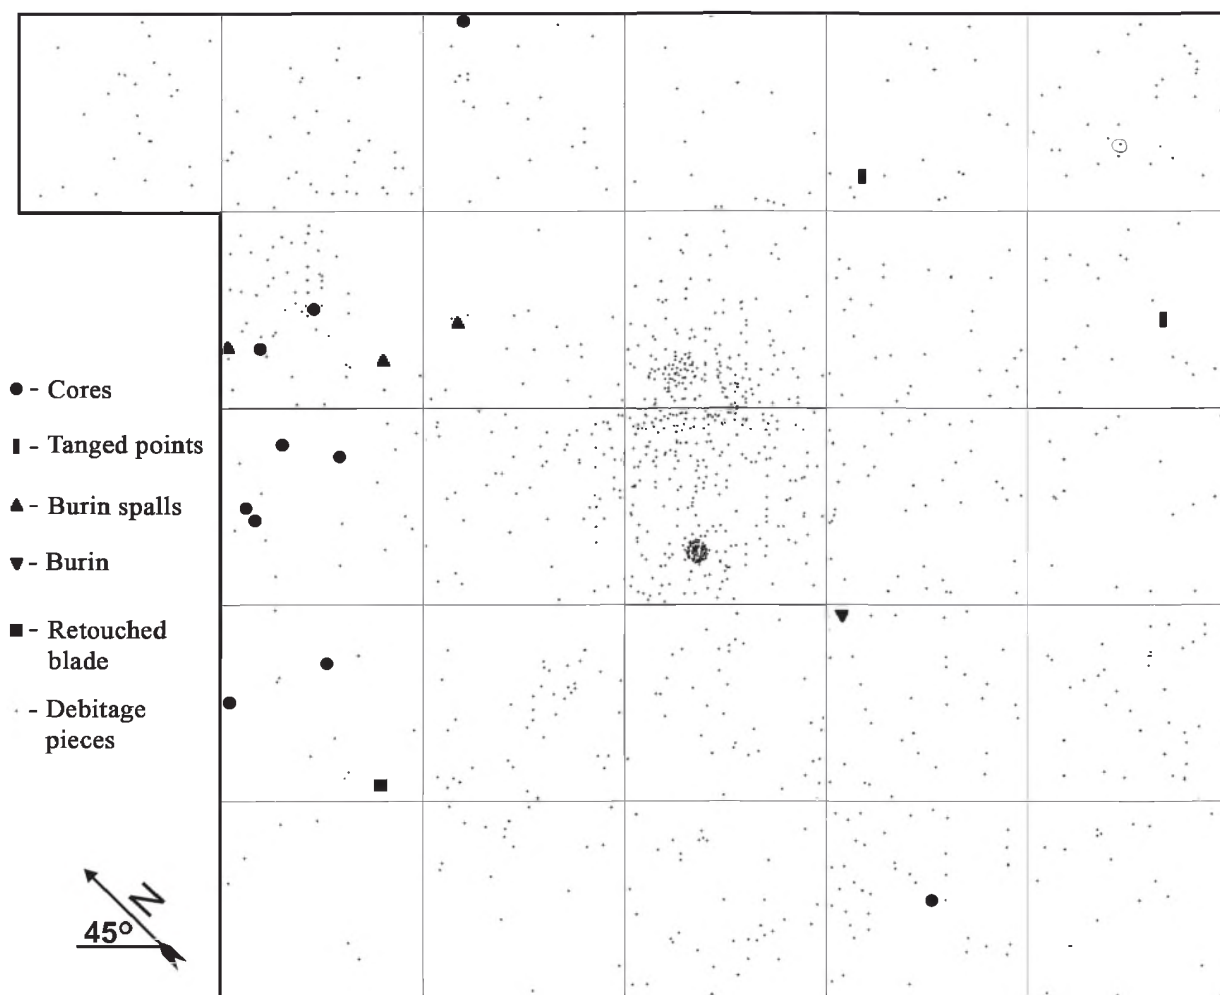 - Cores
- Tanged points
- Burin spalls
- Burin
- Retouched
blade
- Debitage
pieces
N
45°